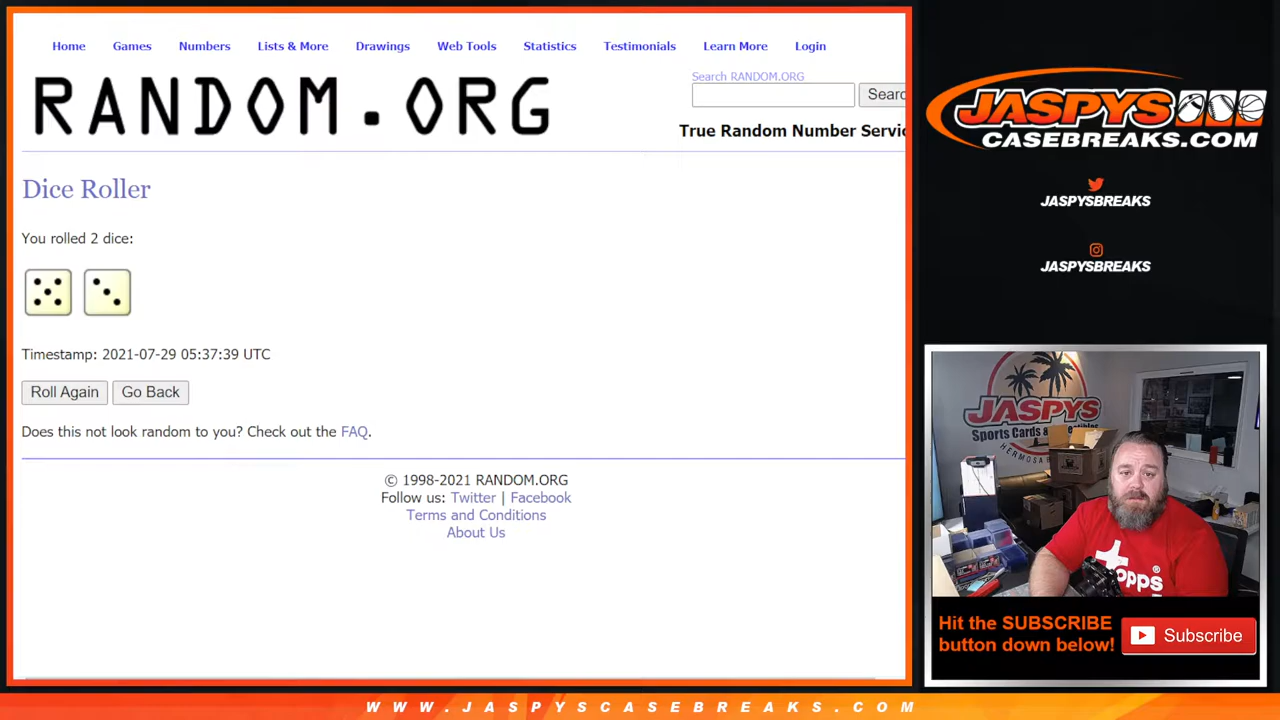 Home Games Numbers Lists & More Drawings Web Tools Statistics Testimonials Learn More Login
RANDOM.ORG
Search RANDOM.ORG
True Random Number Servic
Dice Roller
You rolled 2 dice:
Timestamp: 2021-07-29 05:37:39 UTC
Roll Again Go Back
Does this not look random to you? Check out the FAQ.
© 1998-2021 RANDOM.ORG
Follow us: Twitter | Facebook
Terms and Conditions
About Us
JASPYS
CASEBREAKS.COM
JASPYSBREAKS
JASPYSBREAKS
JASPYS
Sports Cards
HERMOSA
Topps
Hit the SUBSCRIBE
button down below!
Subscribe
WWW.JASPYSCASEBREAKS.COM